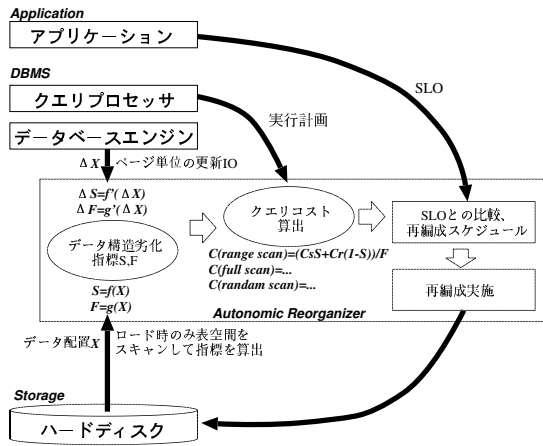 Application
アプリケーション
DBMS
クエリプロセッサ
データベースエンジン
SLO
実行計画
ΔX
ページ単位の更新IO
ΔS=f'(ΔX)
ΔF=g'(ΔX)
データ構造劣化
指標S,F
S=f(X)
F=g(X)
クエリコスト
算出
C(range scan)=(CsS+Cr(1-S))/F
C(full scan)=...
C(randam scan)=...
SLOとの比較、
再編成スケジュール
再編成実施
Autonomic Reorganizer
データ配置X
ロード時のみ表空間を
スキャンして指標を算出
Storage
ハードディスク